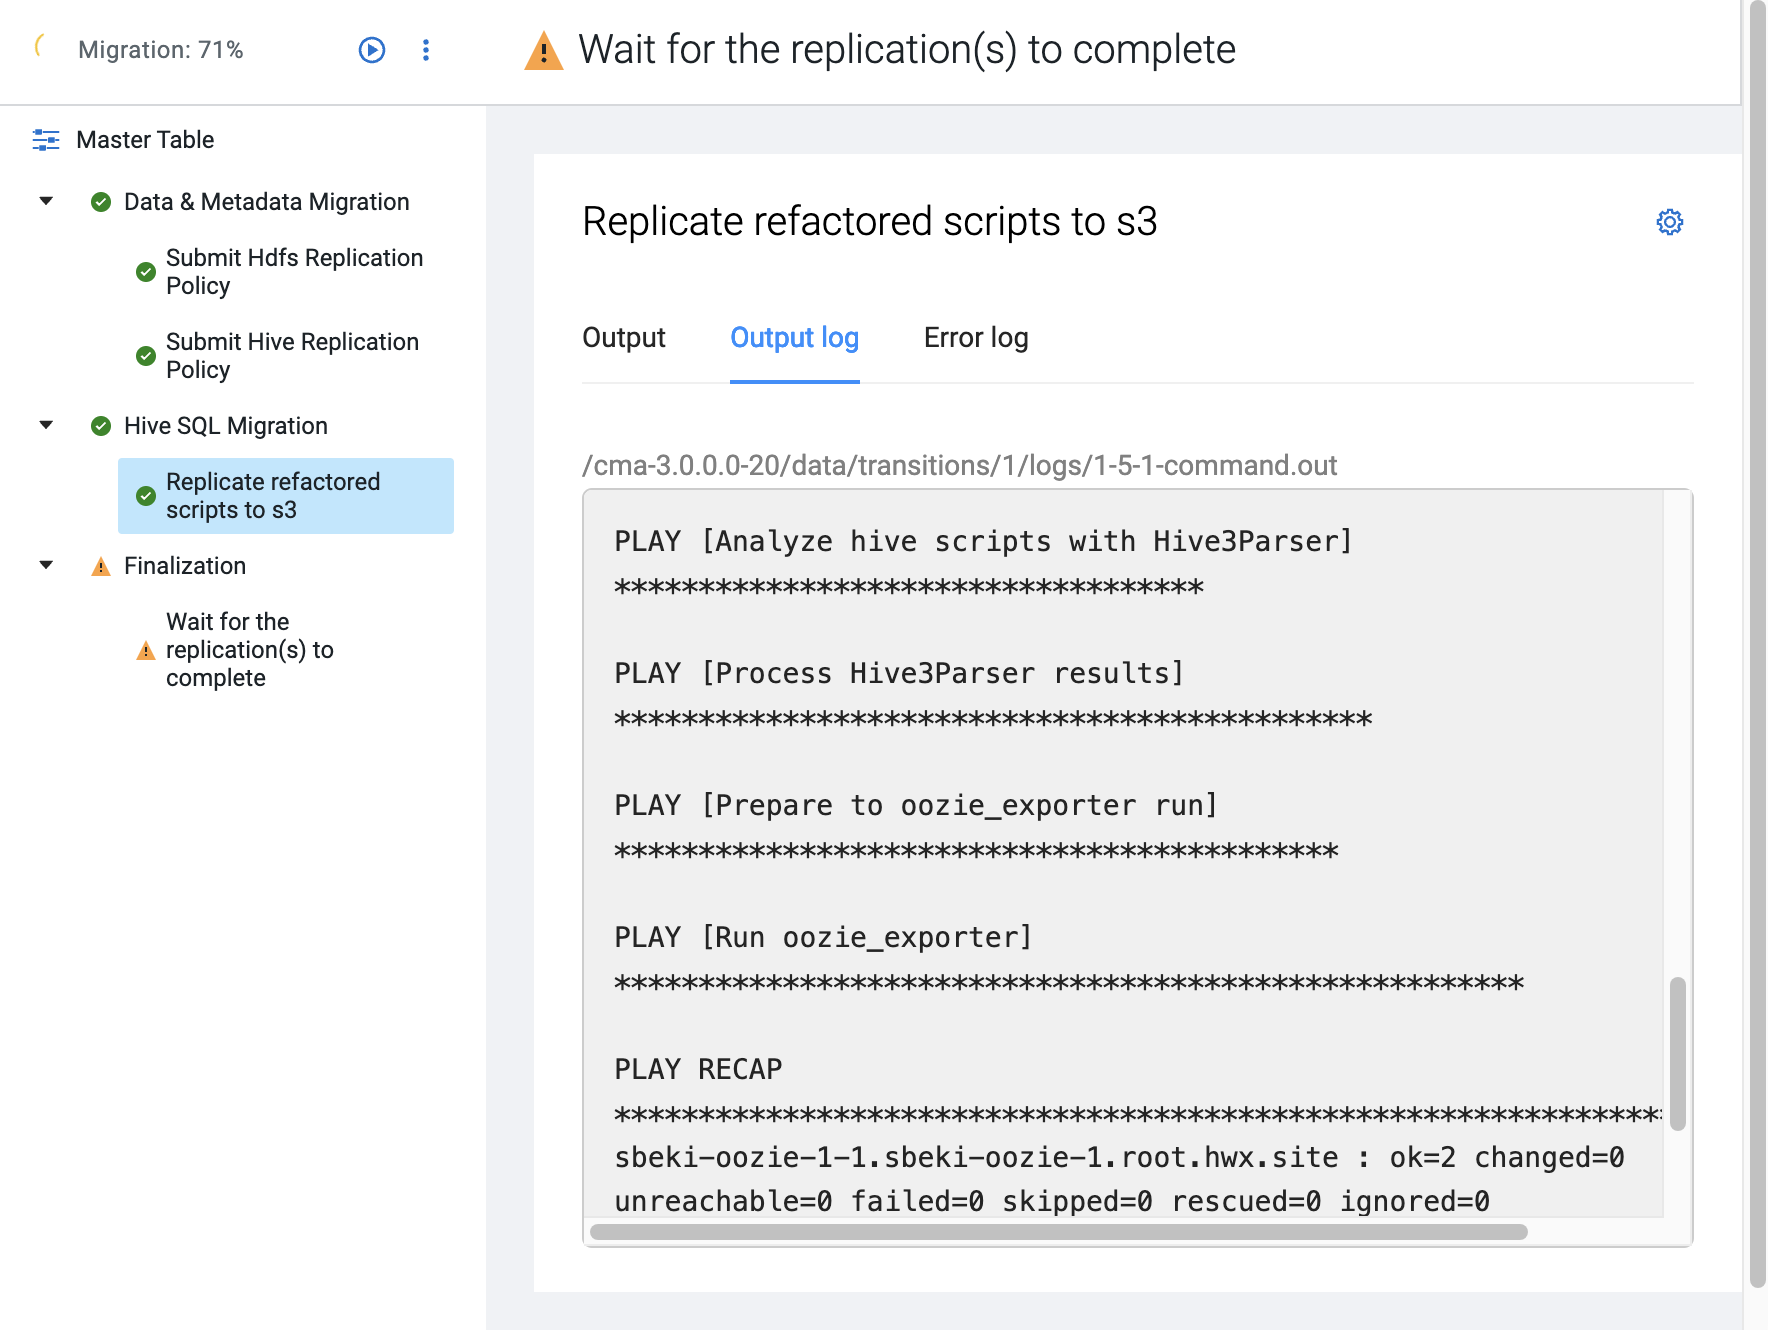 Migration: 71%
Wait for the replication(s) to complete
Master Table
Data & Metadata Migration
Submit Hdfs Replication
Policy
Submit Hive Replication
Policy
Hive SQL Migration
Replicate refactored
scripts to s3
Finalization
Wait for the
replication(s) to
complete
Replicate refactored scripts to s3
Output Output log Error log
/cma-3.0.0.0-20/data/transitions/1/logs/1-5-1-command.out
PLAY [Analyze hive scripts with Hive3Parser]
***********************************
PLAY [Process Hive3Parser results]
*********************************************
PLAY [Prepare to oozie_exporter run]
*******************************************
PLAY [Run oozie_exporter]
******************************************************
PLAY RECAP
**************************************************************
sbeki-oozie-1-1.sbeki-oozie-1.root.hwx.site : ok=2 changed=0
unreachable=0 failed=0 skipped=0 rescued=0 ignored=0